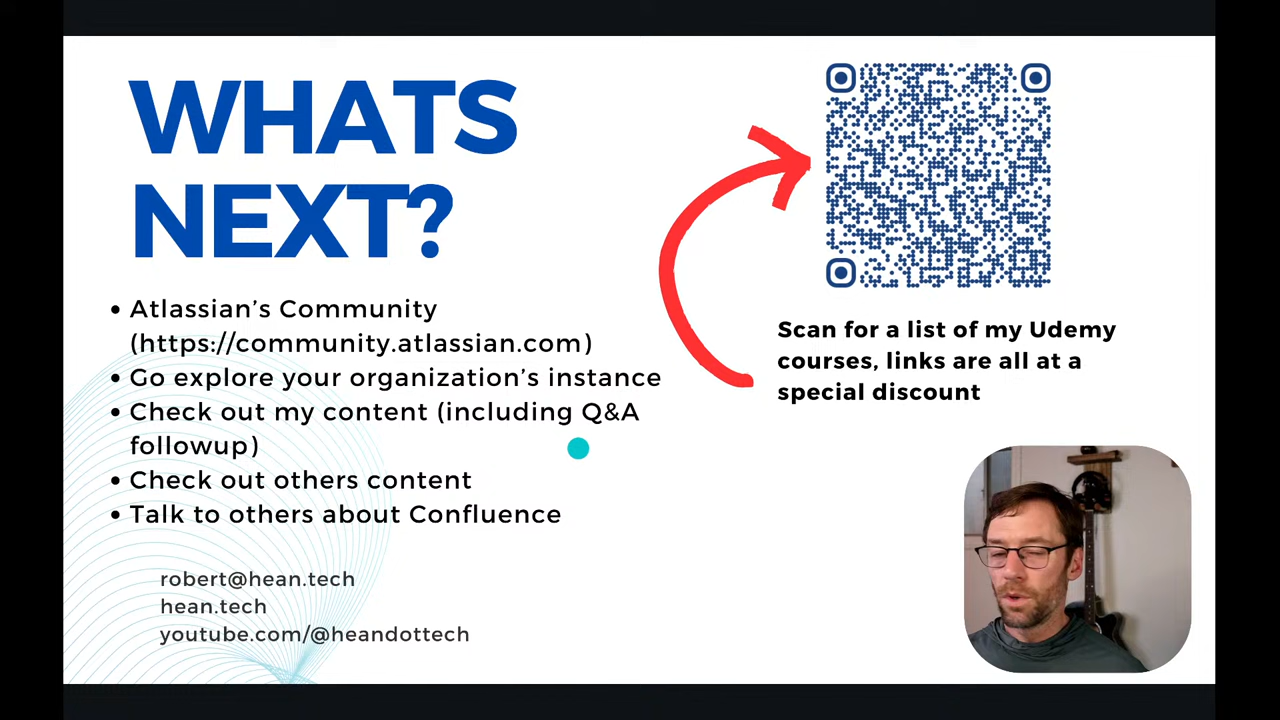 WHATS
NEXT?
• Atlassian’s Community
(https://community.atlassian.com)
• Go explore your organization’s instance
• Check out my content (including Q&A
followup)
• Check out others content
• Talk to others about Confluence
robert@hean.tech
hean.tech
youtube.com/@heandottech
Scan for a list of my Udemy
courses, links are all at a
special discount